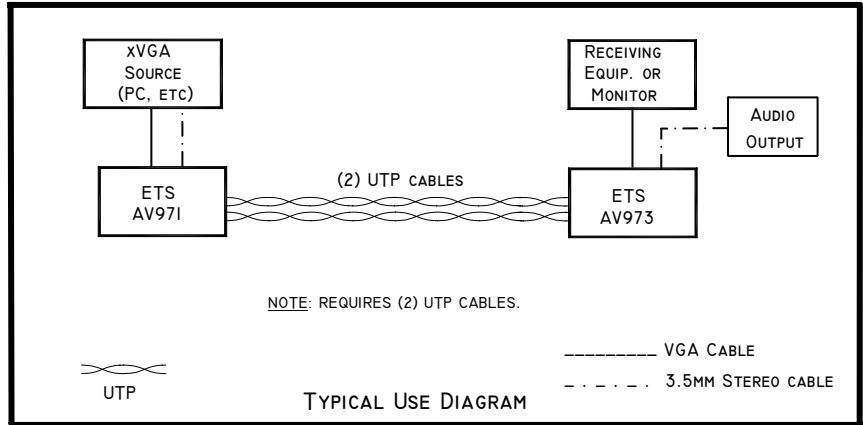 xVGA
Source
(PC, etc)
Receiving
Equip. or
Monitor
Audio
Output
ETS
AV971
(2) UTP cables
ETS
AV973
NOTE: REQUIRES (2) UTP CABLES.
VGA Cable
3.5mm Stereo cable
UTP
Typical Use Diagram